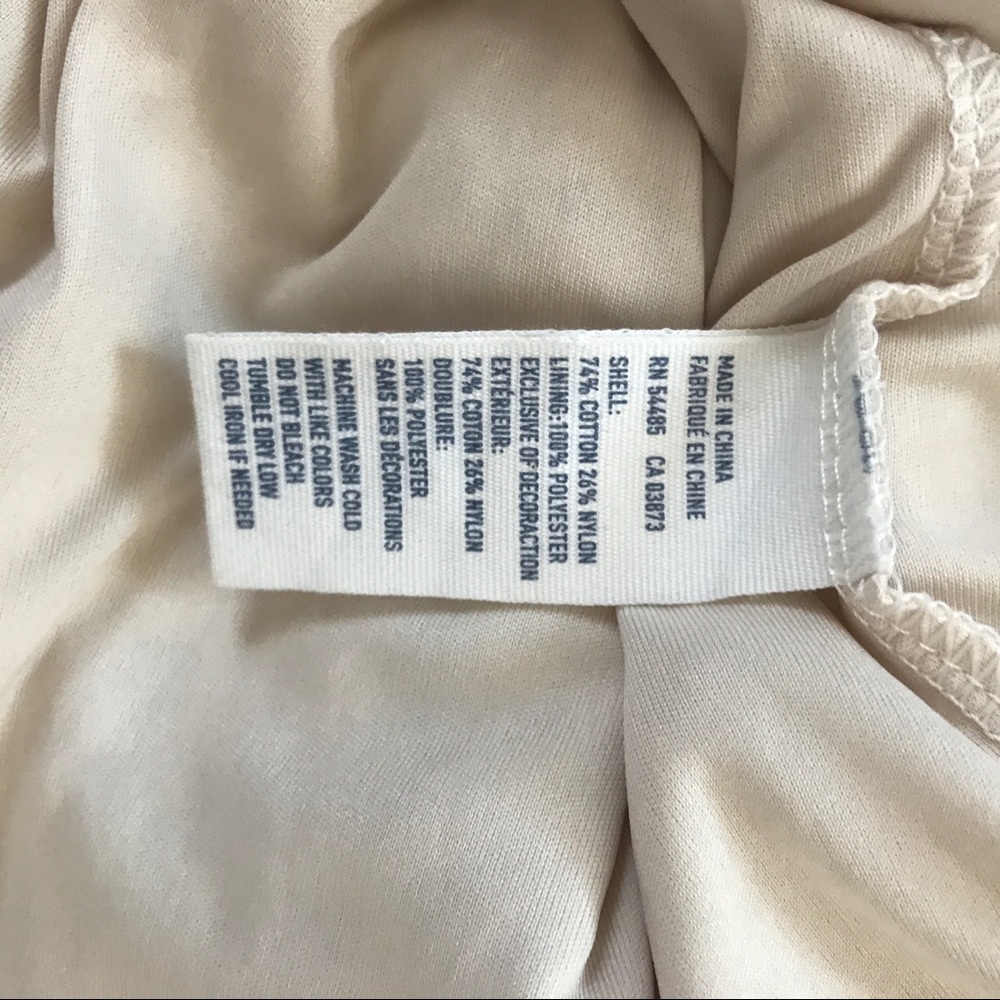 MADE IN CHINA
FABRIQUÉ EN CHINE
RN 54485 CA 03873
SHELL:
74% COTTON 26% NYLON
LINING:100% POLYESTER
EXCLUSIVE OF DECORACTION
EXTÉRIEUR:
74% COTON 26% NYLON
DOUBLURE:
100% POLYESTER
SANS LES DÉCORATIONS
MACHINE WASH COLD
WITH LIKE COLORS
DO NOT BLEACH
TUMBLE DRY LOW
COOL IRON IF NEEDED